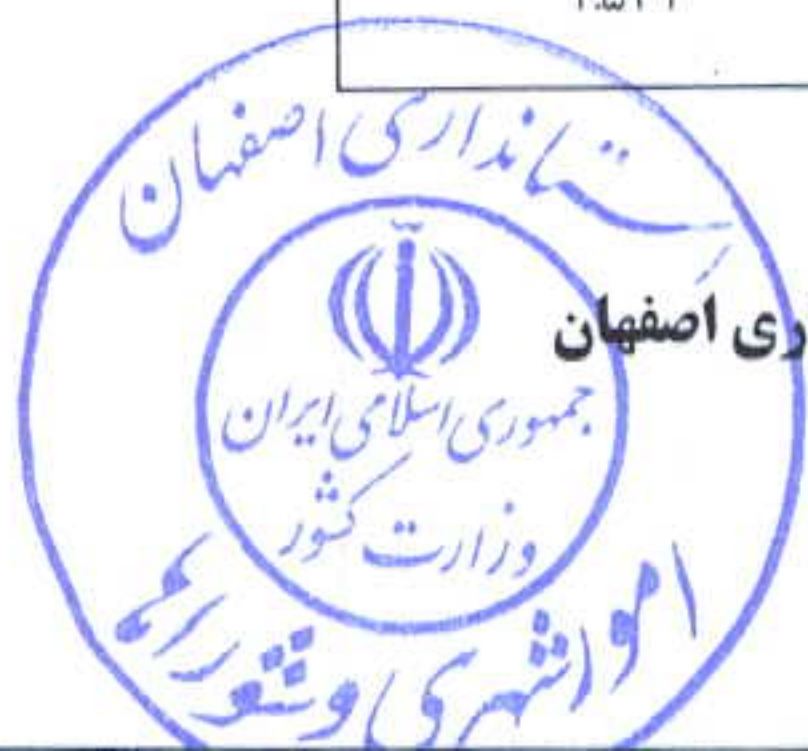 استانداری اصفهان
ری اصفهان
جمهوری اسلامی ایران
وزارت کشور
امور شهری و شوراها